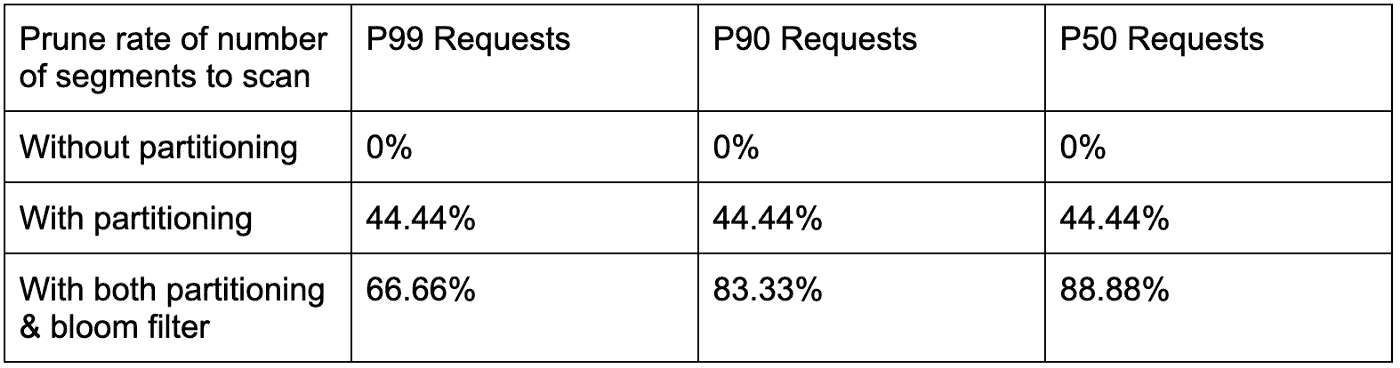 Prune rate of number
of segments to scan
P99 Requests
P90 Requests
P50 Requests
Without partitioning
0%
0%
0%
With partitioning
44.44%
44.44%
44.44%
With both partitioning
& bloom filter
66.66%
83.33%
88.88%